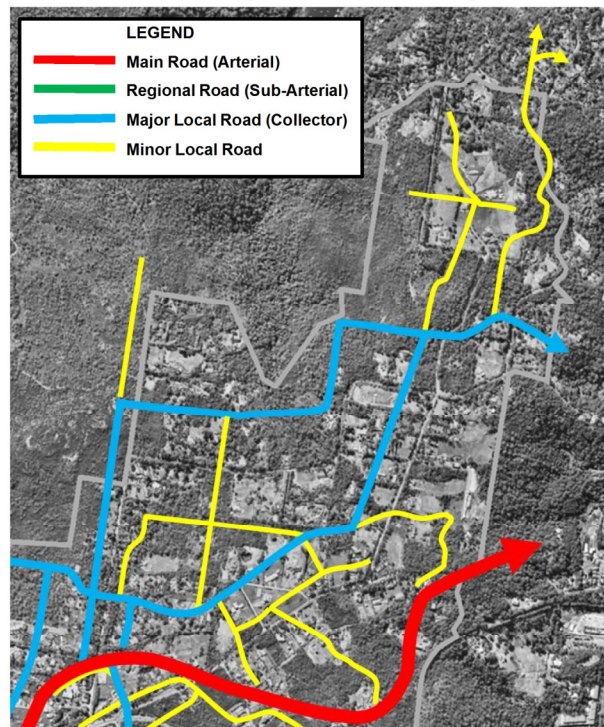 LEGEND
Main Road (Arterial)
Regional Road (Sub-Arterial)
Major Local Road (Collector)
Minor Local Road